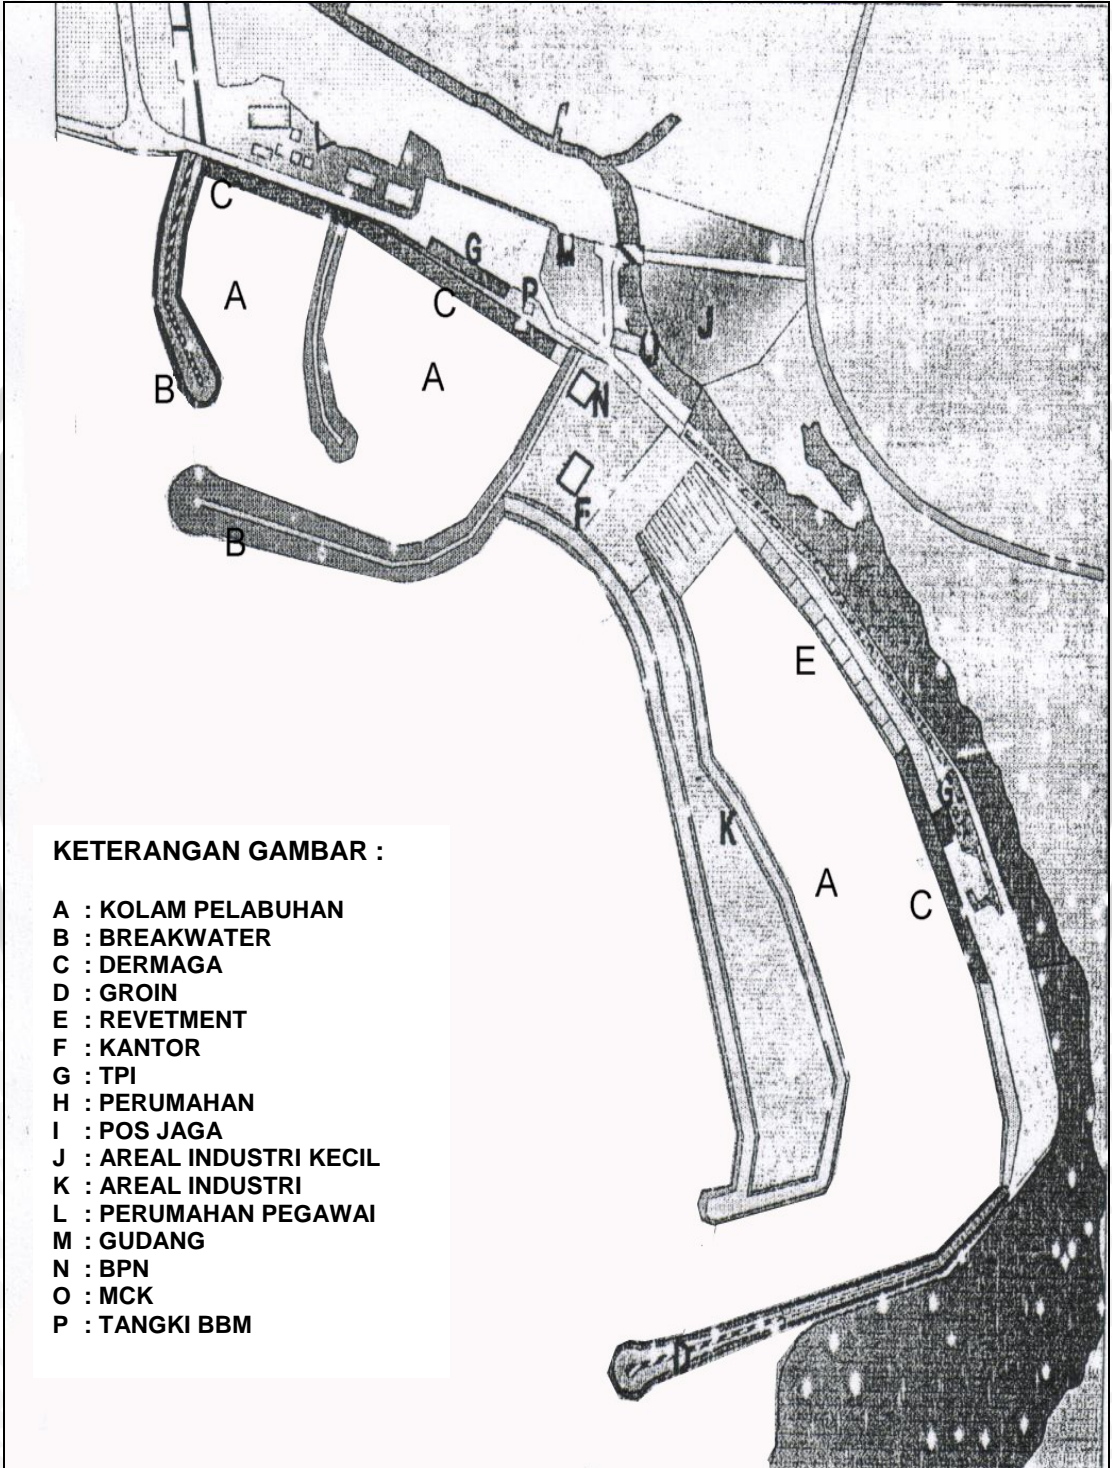 L
C
G
M
P
A
C
J
A
B
N
F
B
E
G
K
A
C
D
KETERANGAN GAMBAR :
A : KOLAM PELABUHAN
B : BREAKWATER
C : DERMAGA
D : GROIN
E : REVETMENT
F : KANTOR
G : TPI
H : PERUMAHAN
I : POS JAGA
J : AREAL INDUSTRI KECIL
K : AREAL INDUSTRI
L : PERUMAHAN PEGAWAI
M : GUDANG
N : BPN
O : MCK
P : TANGKI BBM